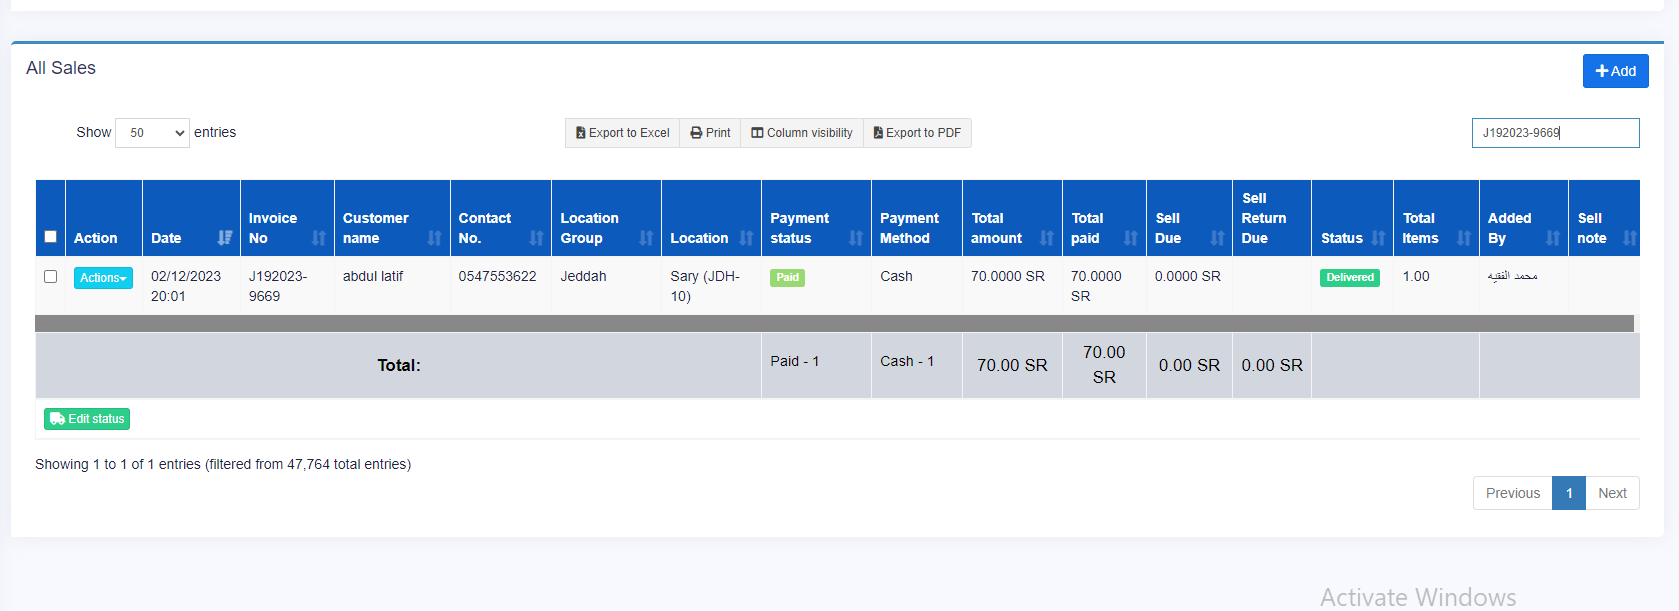 All Sales
Add
Show 50 entries
Export to Excel Print Column visibility Export to PDF
J192023-9669
Action Date Invoice No Customer name Contact No. Location Group Location Payment status Payment Method Total amount Total paid Sell Due Sell Return Due Status Total Items Added By Sell note
Actions 02/12/2023 20:01 J192023-9669 abdul latif 0547553622 Jeddah Sary (JDH-10) Paid Cash 70.0000 SR 70.0000 SR 0.0000 SR Delivered 1.00 محمد الفقيه
Total: Paid - 1 Cash - 1 70.00 SR 70.00 SR 0.00 SR 0.00 SR
Edit status
Showing 1 to 1 of 1 entries (filtered from 47,764 total entries)
Previous 1 Next
Activate Windows